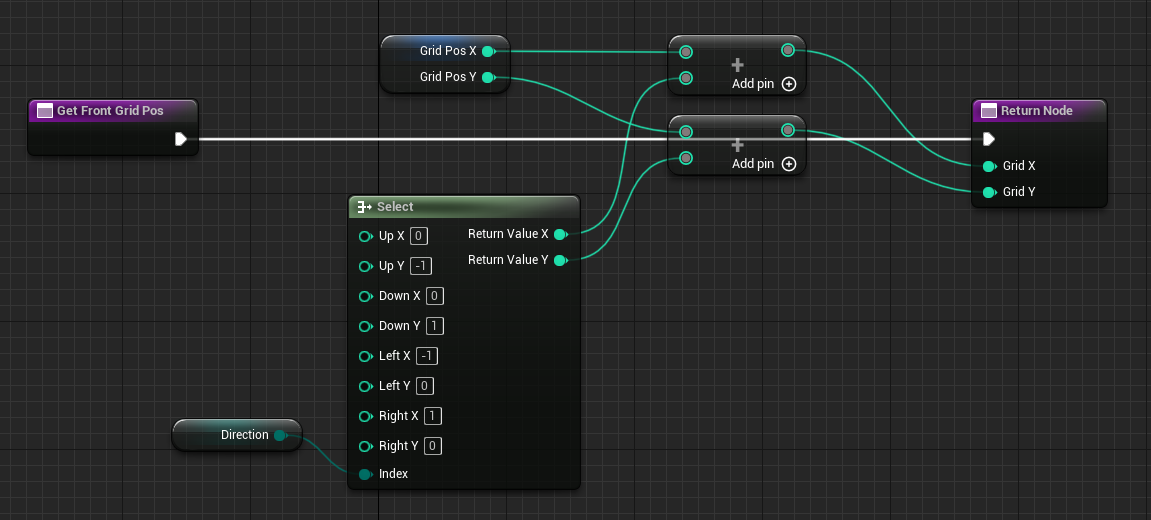 Grid Pos X
Grid Pos Y
Add pin
Get Front Grid Pos
Return Node
Add pin
Grid X
Grid Y
Select
Up X 0
Return Value X
Up Y -1
Return Value Y
Down X 0
Down Y 1
Left X -1
Left Y 0
Right X 1
Direction
Right Y 0
Index